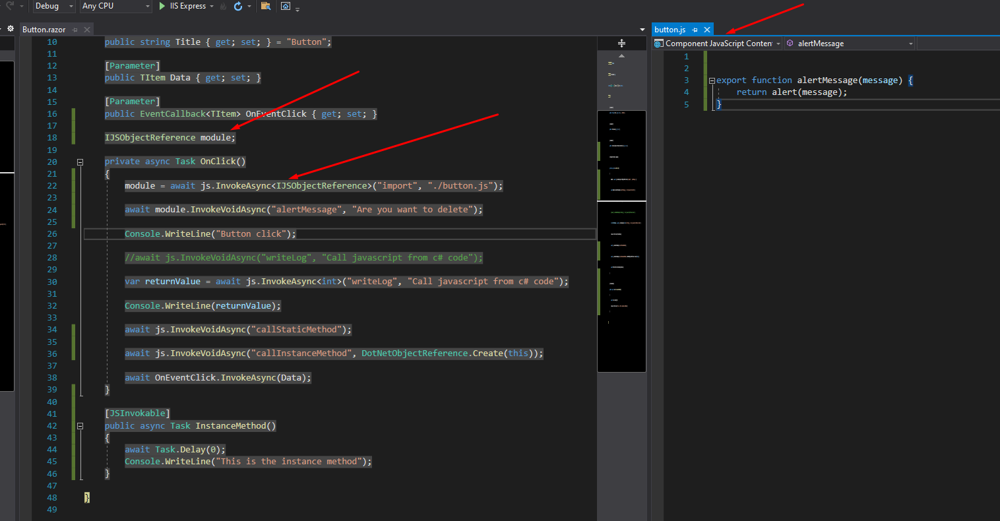 Debug Any CPU IIS Express
Button.razor
button.js
Component JavaScript Conten alertMessage
10 public string Title { get; set; } = "Button";
11
12 [Parameter]
13 public TItem Data { get; set; }
14
15 [Parameter]
16 public EventCallback<TItem> OnEventClick { get; set; }
17
18 IJSObjectReference module;
19
20 private async Task OnClick()
21 {
22 module = await js.InvokeAsync<IJSObjectReference>("import", "./button.js");
23
24 await module.InvokeVoidAsync("alertMessage", "Are you want to delete");
25
26 Console.WriteLine("Button click");
27
28 //await js.InvokeVoidAsync("writeLog", "Call javascript from c# code");
29
30 var returnValue = await js.InvokeAsync<int>("writeLog", "Call javascript from c# code");
31
32 Console.WriteLine(returnValue);
33
34 await js.InvokeVoidAsync("callStaticMethod");
35
36 await js.InvokeVoidAsync("callInstanceMethod", DotNetObjectReference.Create(this));
37
38 await OnEventClick.InvokeAsync(Data);
39 }
40
41 [JSInvokable]
42 public async Task InstanceMethod()
43 {
44 await Task.Delay(0);
45 Console.WriteLine("This is the instance method");
46 }
47
48 }
49
1
2
3 export function alertMessage(message) {
4 return alert(message);
5 }